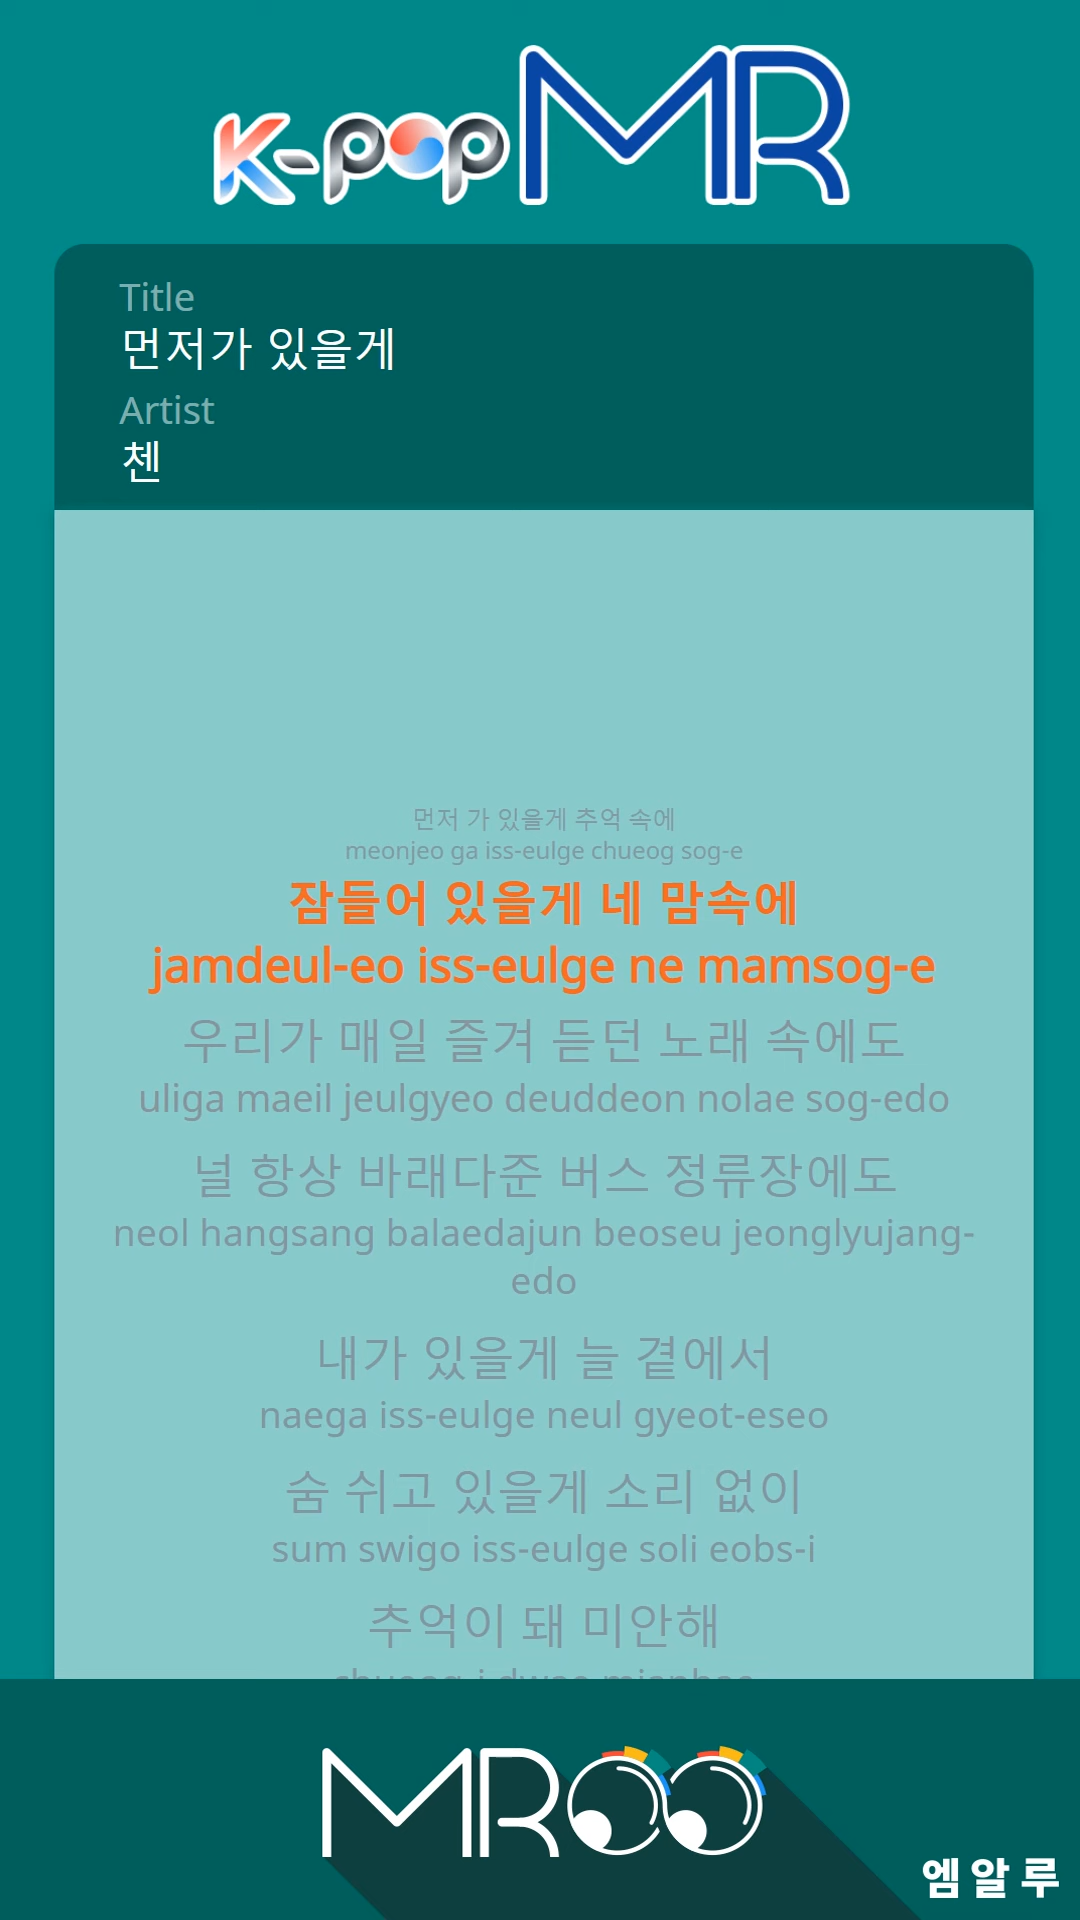 K-pop MR
Title
먼저가 있을게
Artist
첸
먼저 가 있을게 추억 속에
meonjeo ga iss-eulge chueog sog-e
잠들어 있을게 네 맘속에
jamdeul-eo iss-eulge ne mamsog-e
우리가 매일 즐겨 듣던 노래 속에도
uliga maeil jeulgyeo deuddeon nolae sog-edo
널 항상 바래다준 버스 정류장에도
neol hangsang balaedajun beoseu jeonglyujang-
edo
내가 있을게 늘 곁에서
naega iss-eulge neul gyeot-eseo
숨 쉬고 있을게 소리 없이
sum swigo iss-eulge soli eobs-i
추억이 돼 미안해
MROO
엠알루